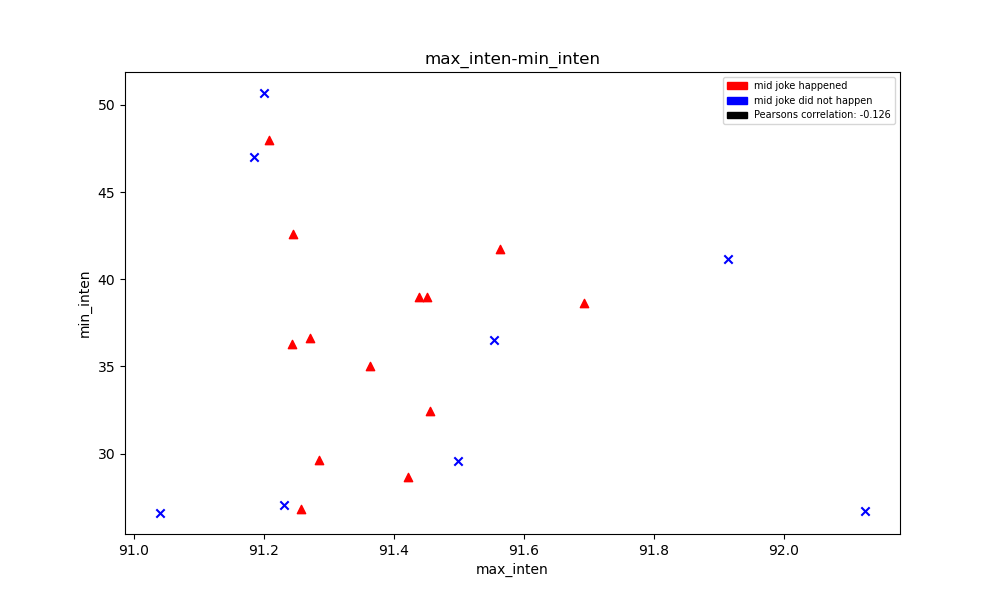 max_inten-min_inten
mid joke happened
mid joke did not happen
Pearsons correlation: -0.126
50
45
40
35
30
min_inten
91.0 91.2 91.4 91.6 91.8 92.0
max_inten